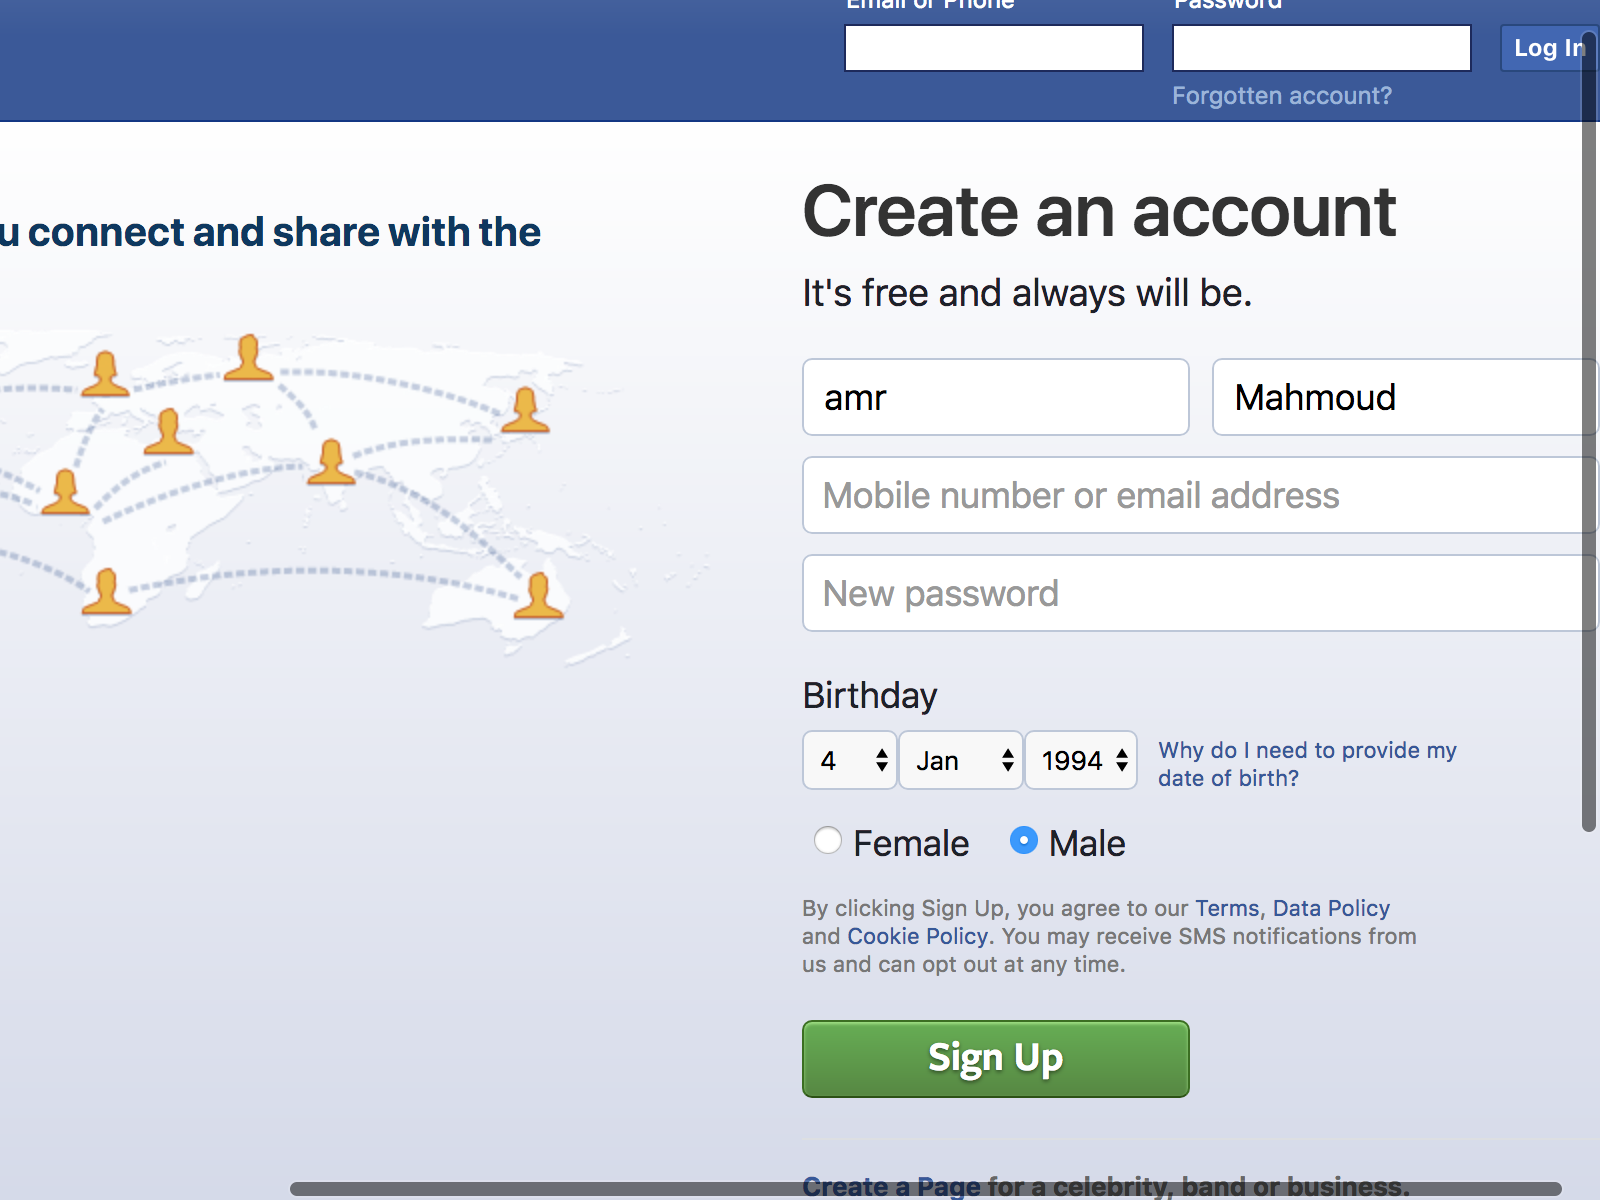 Email or Phone
Password
Log In
Forgotten account?
u connect and share with the
Create an account
It's free and always will be.
amr
Mahmoud
Mobile number or email address
New password
Birthday
4
Jan
1994
Why do I need to provide my
date of birth?
Female
Male
By clicking Sign Up, you agree to our Terms, Data Policy
and Cookie Policy. You may receive SMS notifications from
us and can opt out at any time.
Sign Up
Create a Page for a celebrity, band or business.